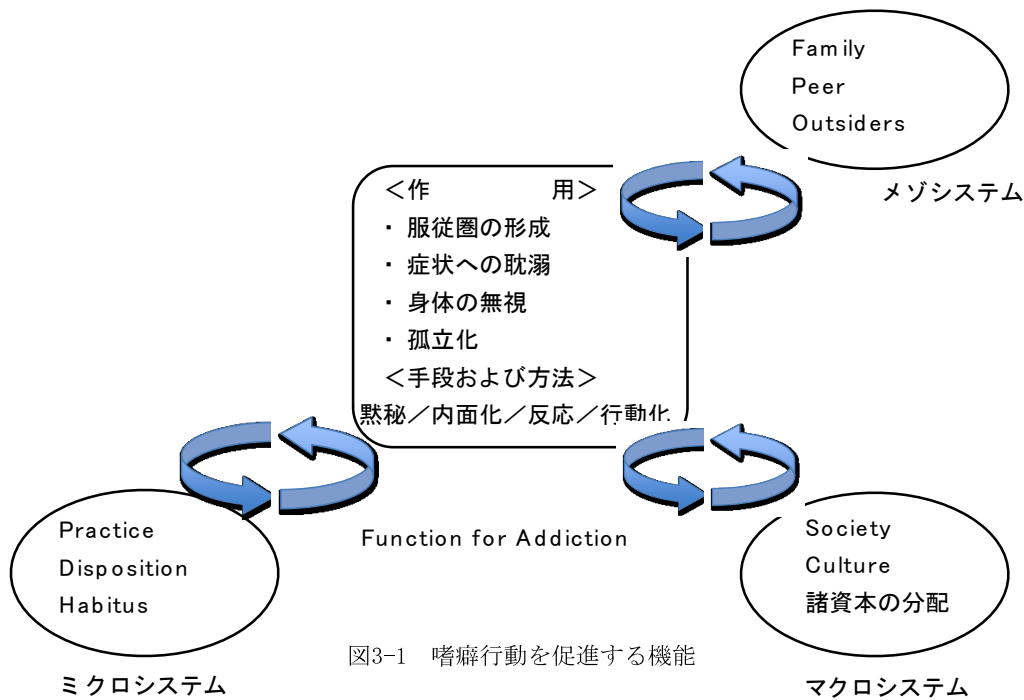 Family
Peer
Outsiders
メゾシステム
＜作　　　　用＞
・ 服従圏の形成
・ 症状への耽溺
・ 身体の無視
・ 孤立化
＜手段および方法＞
黙秘／内面化／反応／行動化
Function for Addiction
Practice
Disposition
Habitus
ミクロシステム
Society
Culture
諸資本の分配
マクロシステム
図3-1　嗜癖行動を促進する機能